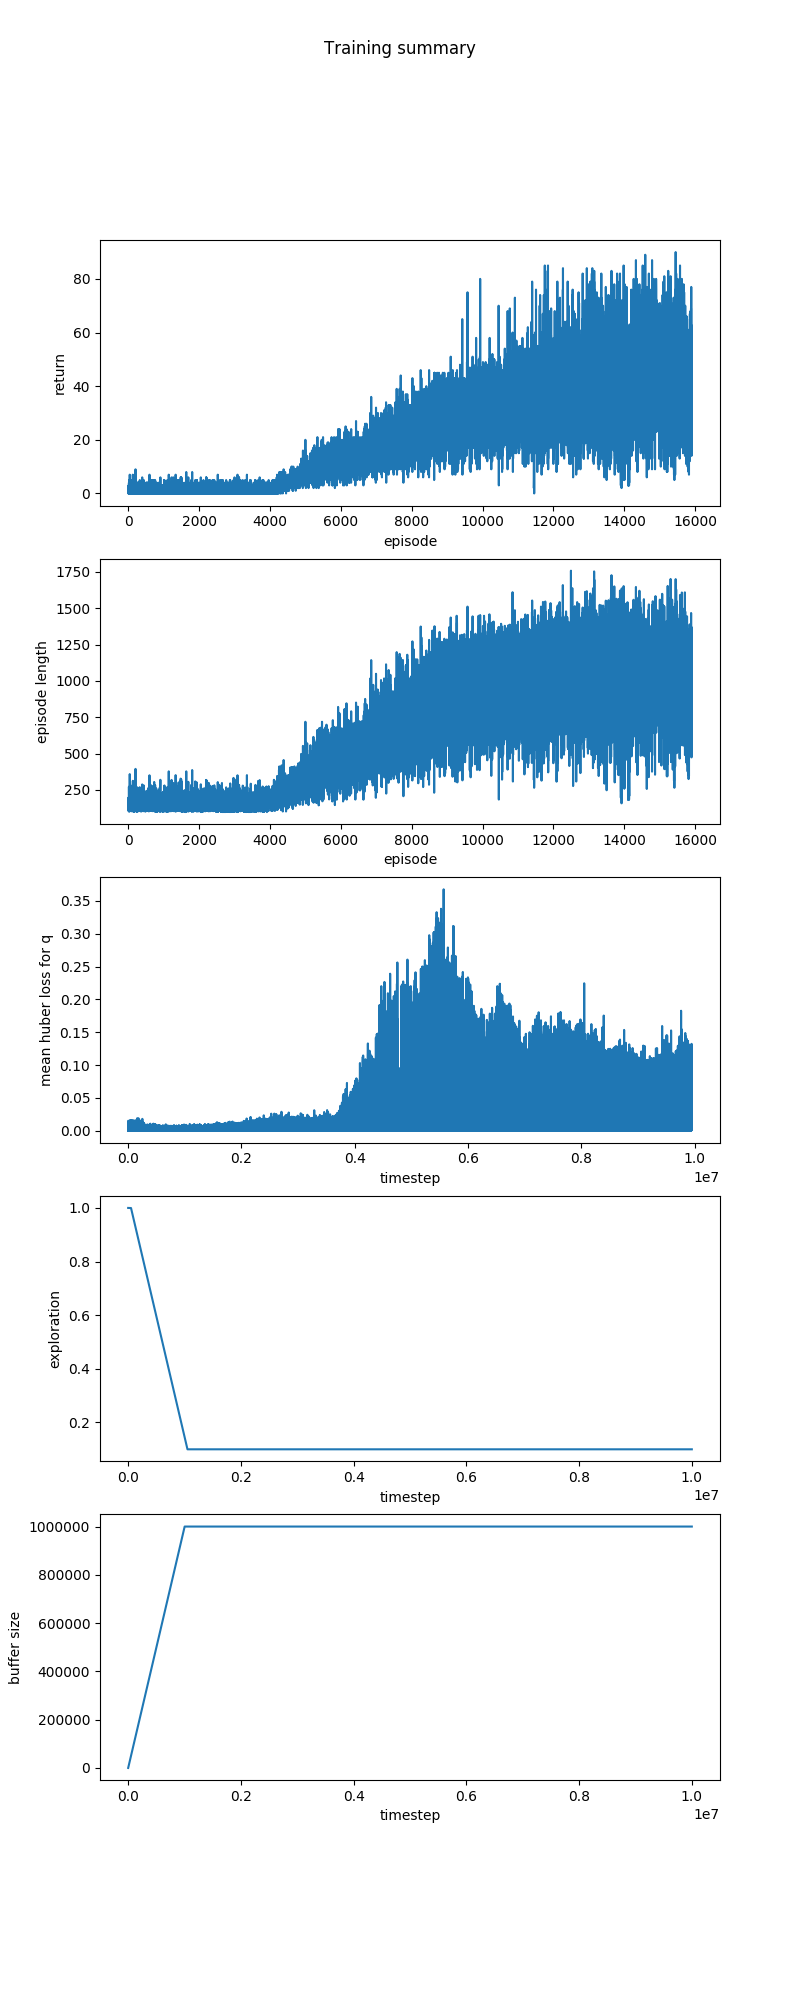 Training summary
80
60
40
20
0
return
0 2000 4000 6000 8000 10000 12000 14000 16000
episode
1750
1500
1250
1000
750
500
250
episode length
0 2000 4000 6000 8000 10000 12000 14000 16000
episode
0.35
0.30
0.25
0.20
0.15
0.10
0.05
0.00
mean huber loss for q
0.0 0.2 0.4 0.6 0.8 1.0
1e7
timestep
1.0
0.8
0.6
0.4
0.2
exploration
0.0 0.2 0.4 0.6 0.8 1.0
1e7
timestep
1000000
800000
600000
400000
200000
0
buffer size
0.0 0.2 0.4 0.6 0.8 1.0
1e7
timestep